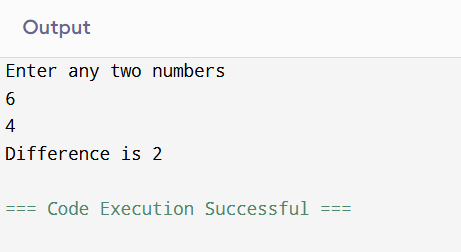 Output
Enter any two numbers
6
4
Difference is 2
=== Code Execution Successful ===